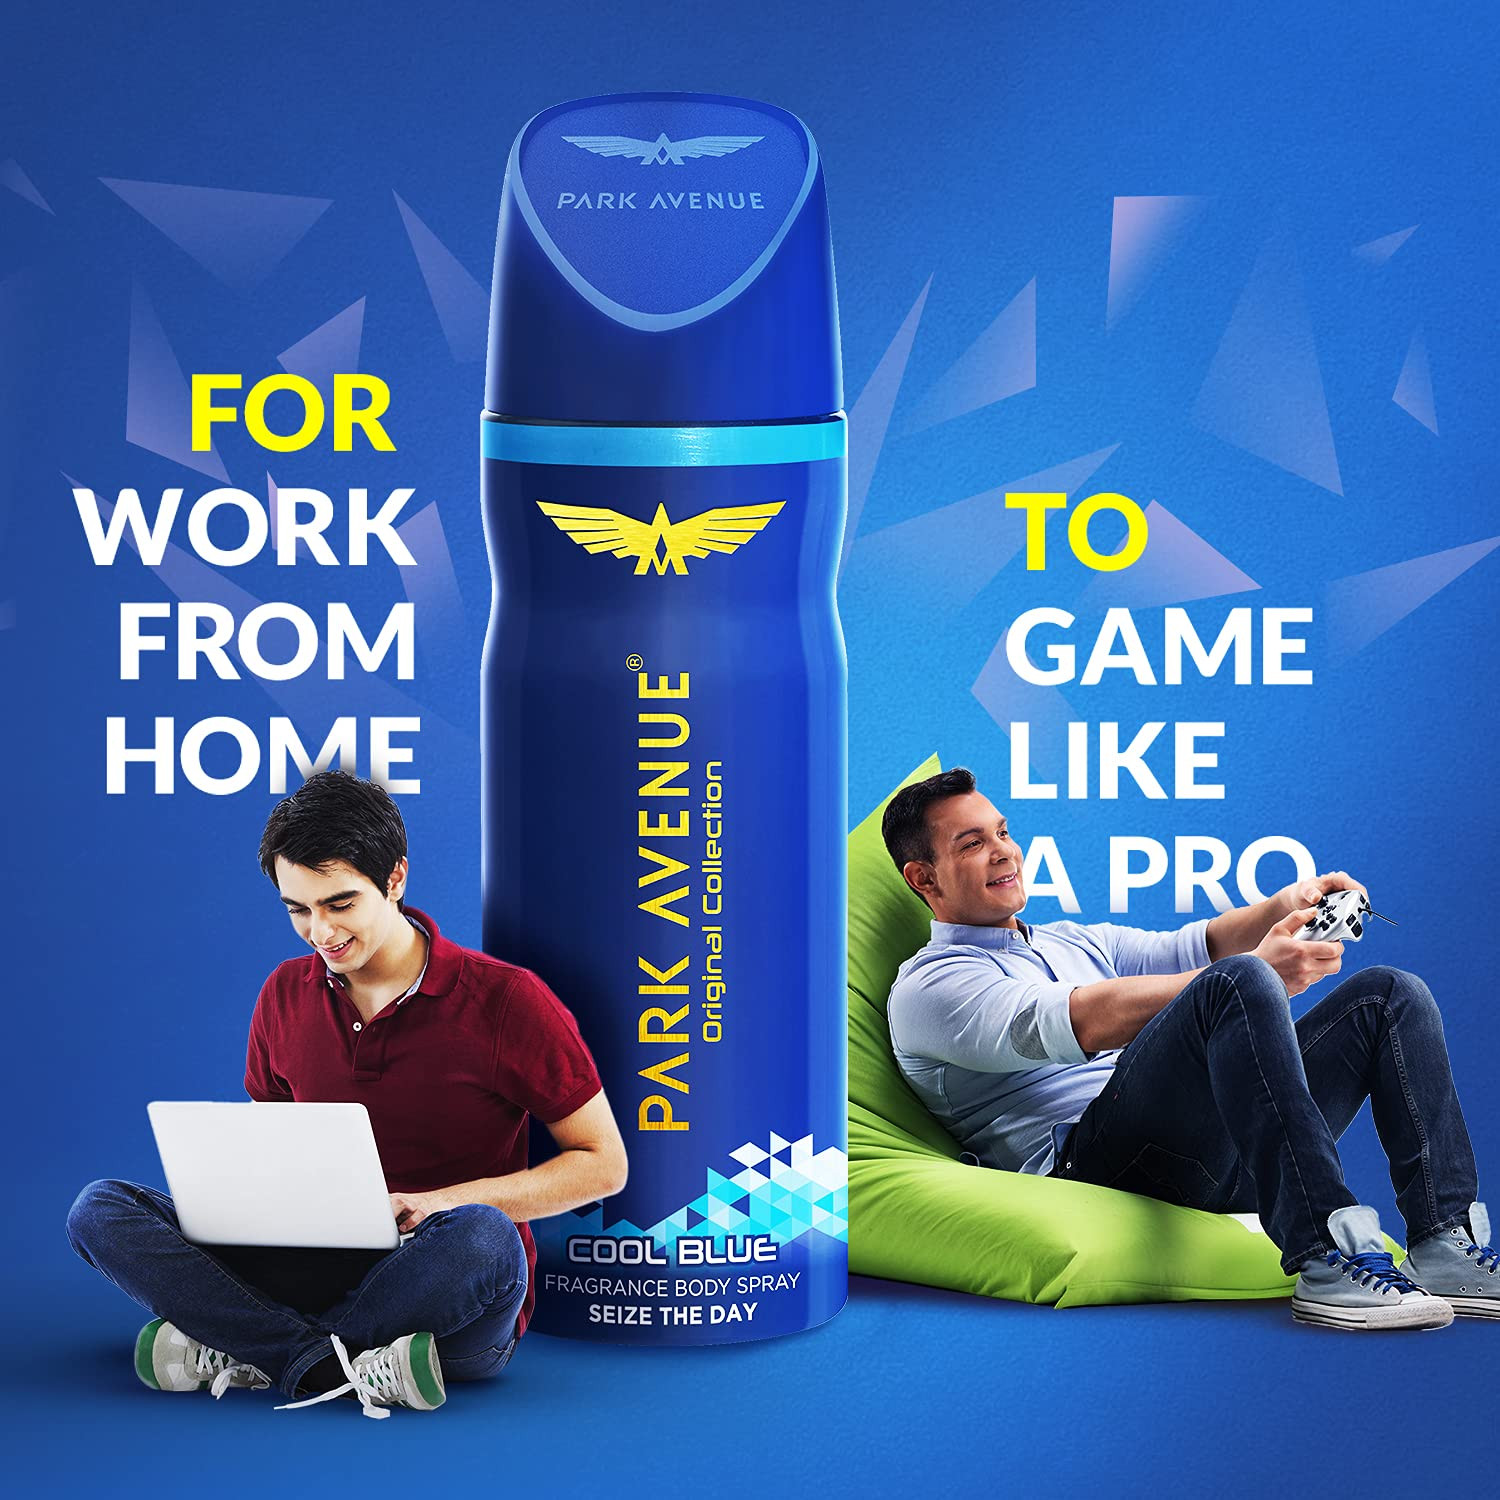 PARK AVENUE
FOR
WORK
FROM
HOME
TO
GAME
LIKE
A PRO
PARK AVENUE®
Original Collection
COOL BLUE
FRAGRANCE BODY SPRAY
SEIZE THE DAY